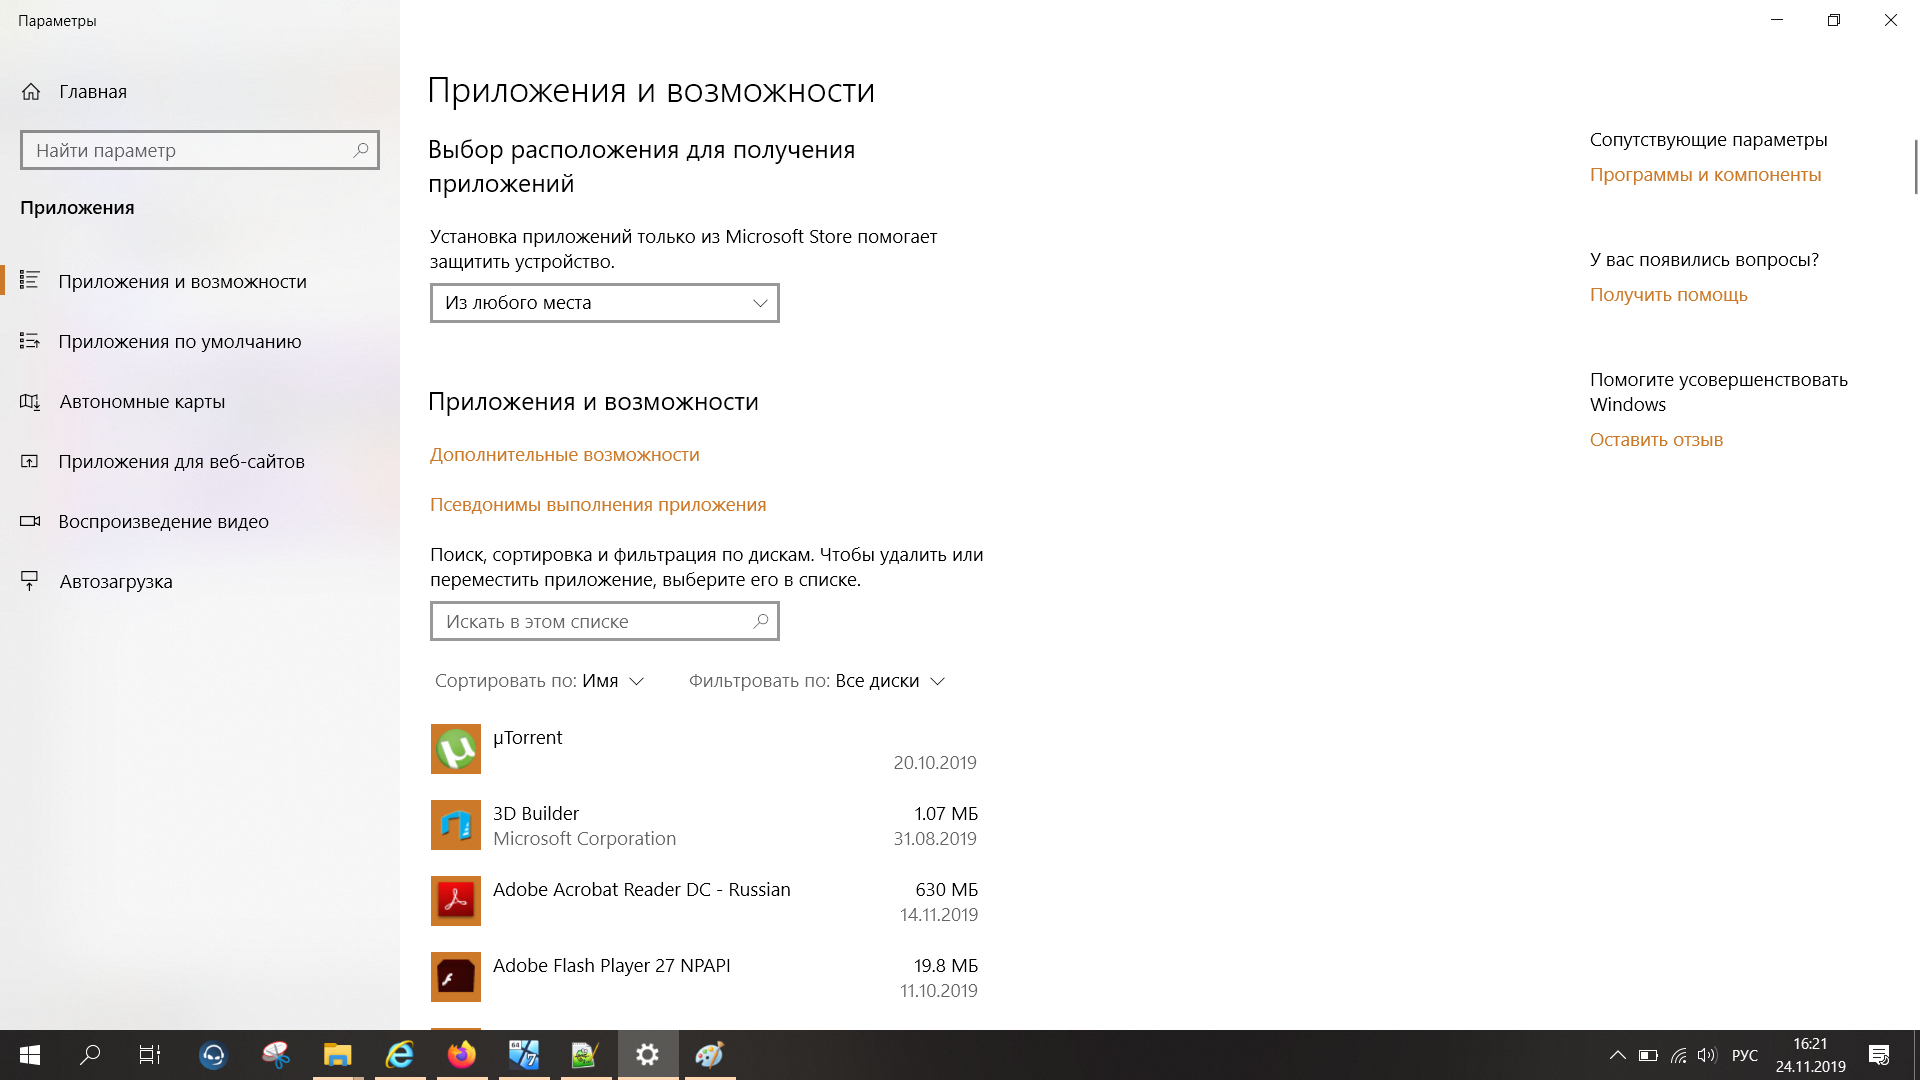 Параметры
Главная
Найти параметр
Приложения
Приложения и возможности
Приложения по умолчанию
Автономные карты
Приложения для веб-сайтов
Воспроизведение видео
Автозагрузка
Приложения и возможности
Выбор расположения для получения
приложений
Установка приложений только из Microsoft Store помогает
защитить устройство.
Из любого места
Приложения и возможности
Дополнительные возможности
Псевдонимы выполнения приложения
Поиск, сортировка и фильтрация по дискам. Чтобы удалить или
переместить приложение, выберите его в списке.
Искать в этом списке
Сортировать по: Имя Фильтровать по: Все диски
µTorrent
20.10.2019
3D Builder 1.07 МБ
Microsoft Corporation 31.08.2019
Adobe Acrobat Reader DC - Russian 630 МБ
14.11.2019
Adobe Flash Player 27 NPAPI 19.8 МБ
11.10.2019
Сопутствующие параметры
Программы и компоненты
У вас появились вопросы?
Получить помощь
Помогите усовершенствовать
Windows
Оставить отзыв
64
7
РУС
16:21
24.11.2019